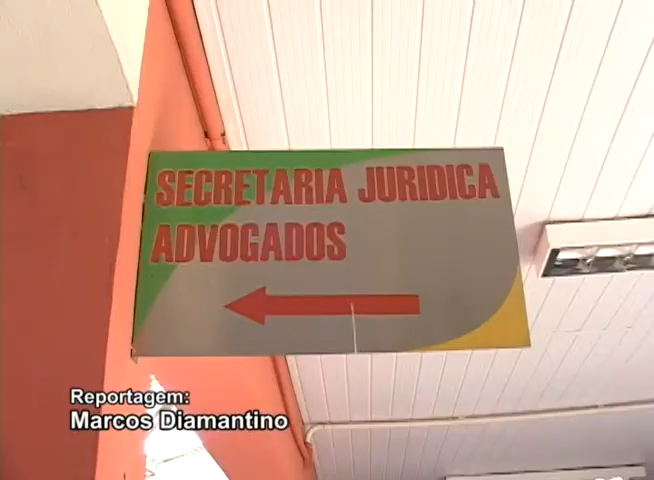 SECRETARIA JURIDICA
ADVOGADOS
Reportagem:
Marcos Diamantino